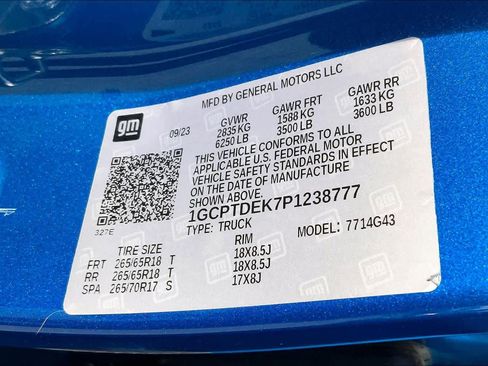 MFD BY GENERAL MOTORS LLC
gm
09/23
GVWR GAWR FRT GAWR RR
2835KG 1588 KG 1633 KG
6250 LB 3500 LB 3600 LB
THIS VEHICLE CONFORMS TO ALL
APPLICABLE U.S. FEDERAL MOTOR
VEHICLE SAFETY STANDARDS IN EFFECT
ON THE DATE OF MANUFACTURE
SHOWN ABOVE.
1GCPTDEK7P1238777
327E
TYPE: TRUCK MODEL: 7714G43
TIRE SIZE RIM
FRT 265/65R18 T 18X8.5J
RR 265/65R18 T 18X8.5J
SPA 265/70R17 S 17X8J